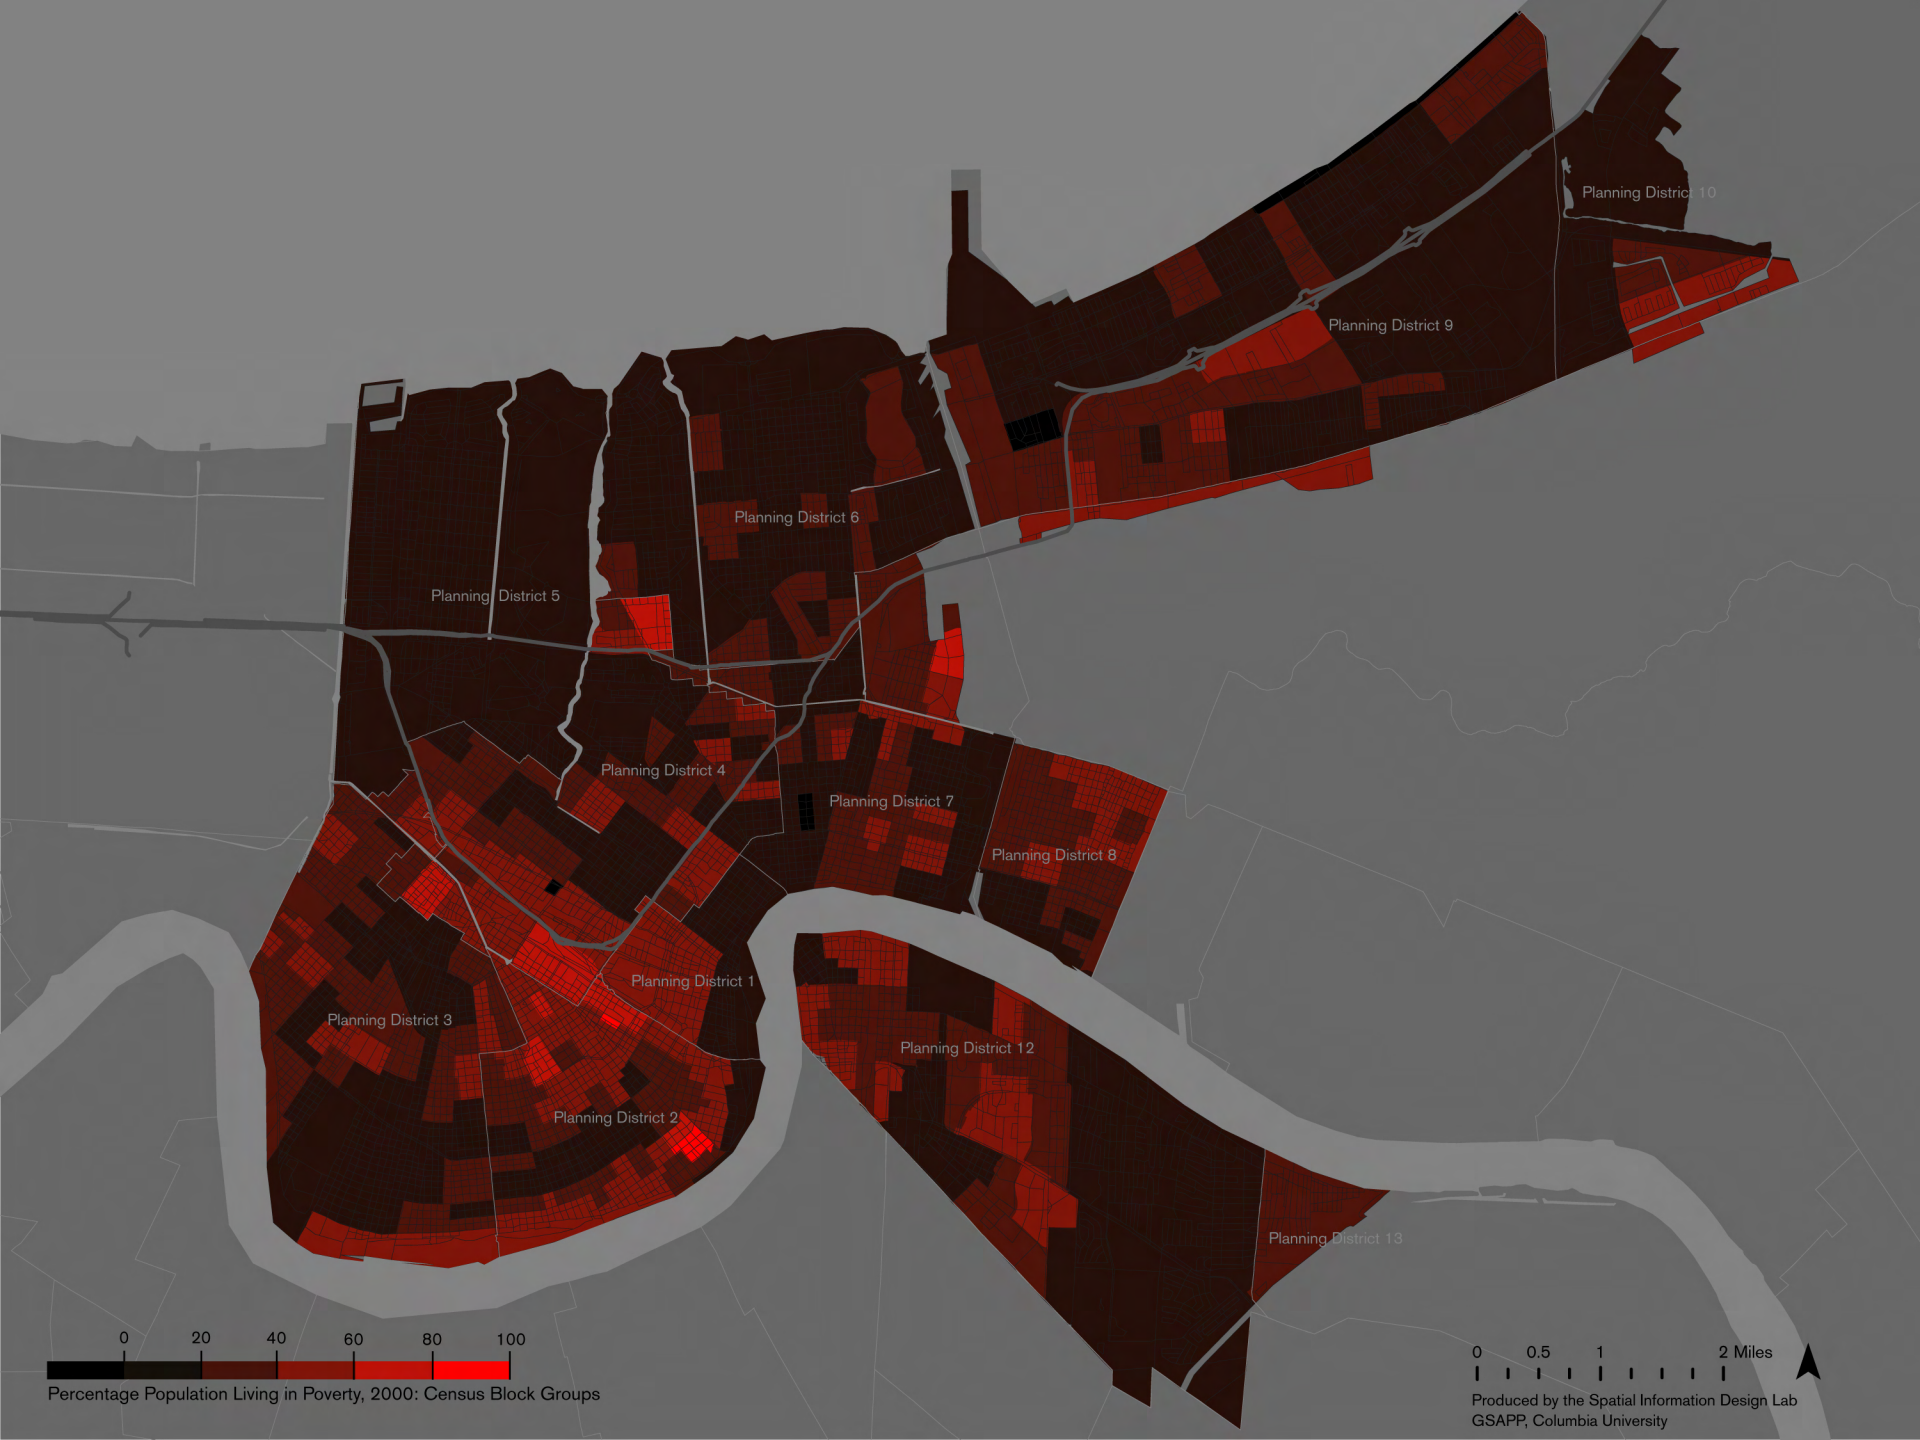 Planning District 10
Planning District 9
Planning District 6
Planning District 5
Planning District 4
Planning District 7
Planning District 8
Planning District 1
Planning District 3
Planning District 12
Planning District 2
Planning District 13
0 20 40 60 80 100
Percentage Population Living in Poverty, 2000: Census Block Groups
0 0.5 1 2 Miles
Produced by the Spatial Information Design Lab
GSAPP, Columbia University